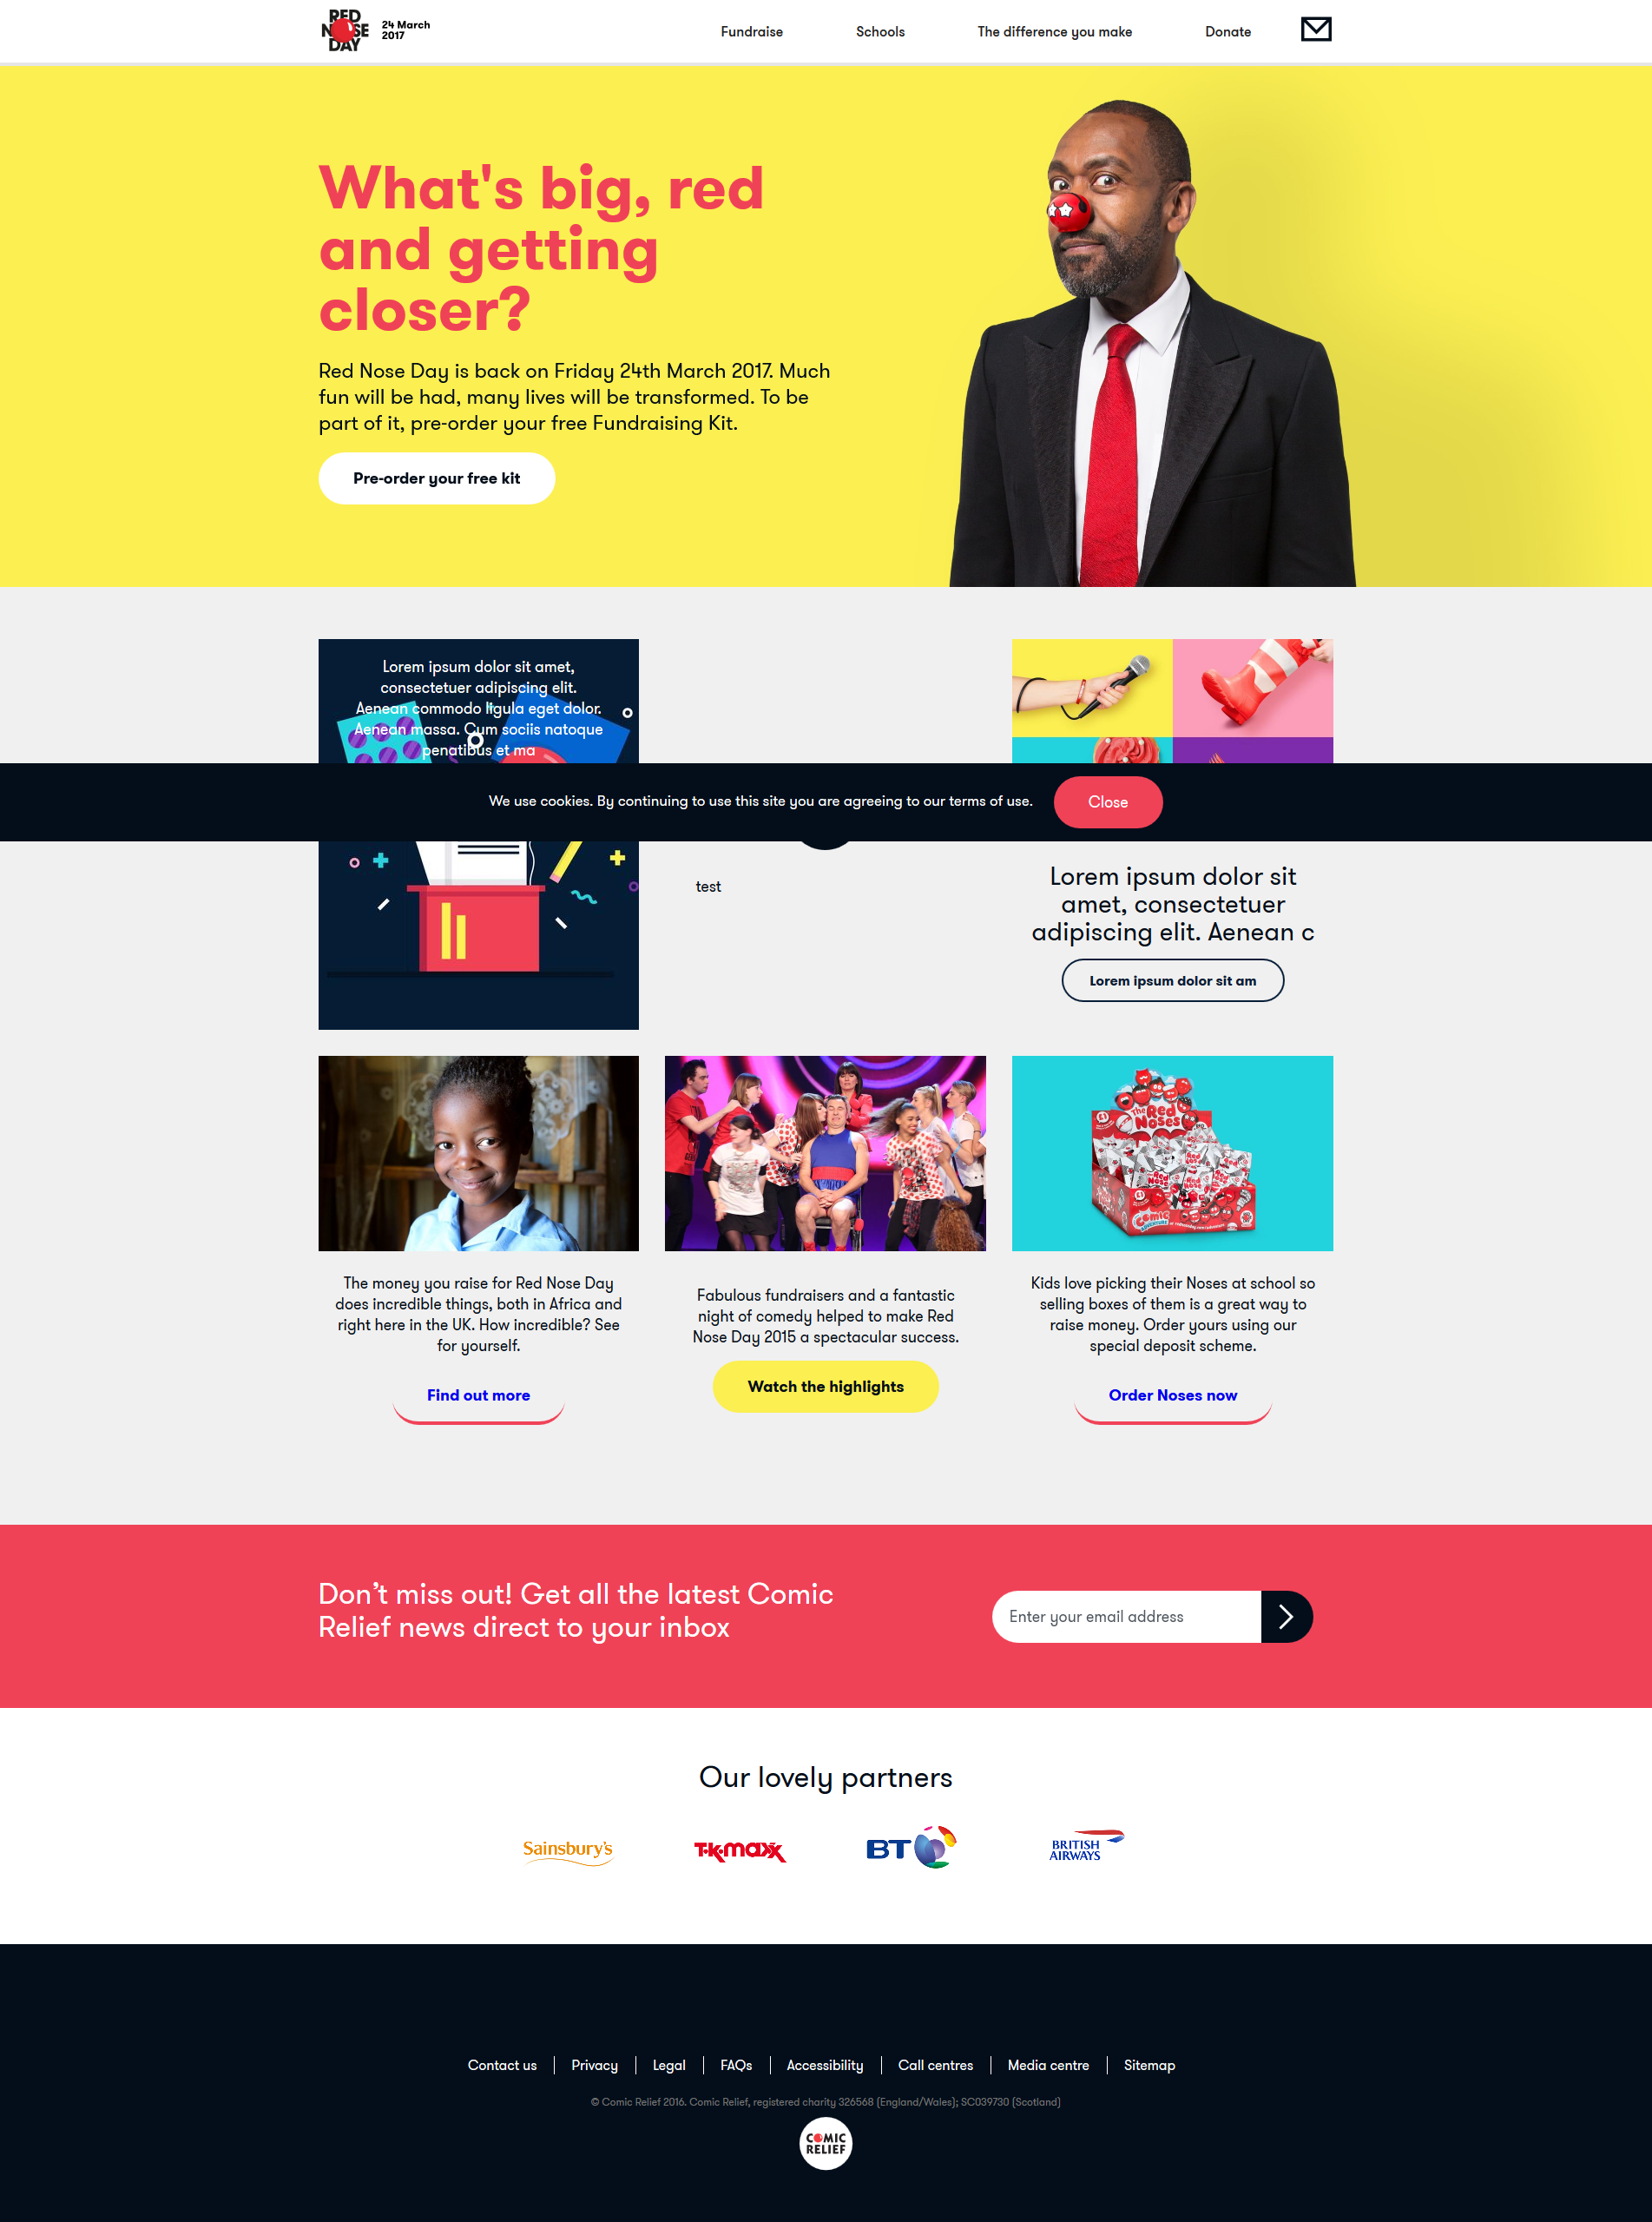 RED
NOSE
DAY
24 March
2017
Fundraise
Schools
The difference you make
Donate
What's big, red
and getting
closer?
Red Nose Day is back on Friday 24th March 2017. Much
fun will be had, many lives will be transformed. To be
part of it, pre-order your free Fundraising Kit.
Pre-order your free kit
Lorem ipsum dolor sit amet,
consectetuer adipiscing elit.
Aenean commodo ligula eget dolor.
Aenean massa. Cum sociis natoque
penatibus et ma
We use cookies. By continuing to use this site you are agreeing to our terms of use.
Close
test
Lorem ipsum dolor sit
amet, consectetuer
adipiscing elit. Aenean c
Lorem ipsum dolor sit am
The Red
Noses
Comic
The money you raise for Red Nose Day
does incredible things, both in Africa and
right here in the UK. How incredible? See
for yourself.
Find out more
Fabulous fundraisers and a fantastic
night of comedy helped to make Red
Nose Day 2015 a spectacular success.
Watch the highlights
Kids love picking their Noses at school so
selling boxes of them is a great way to
raise money. Order yours using our
special deposit scheme.
Order Noses now
Don’t miss out! Get all the latest Comic
Relief news direct to your inbox
Enter your email address
Our lovely partners
Sainsbury's
T·K·maxx
BT
BRITISH
AIRWAYS
Contact us
Privacy
Legal
FAQs
Accessibility
Call centres
Media centre
Sitemap
© Comic Relief 2016. Comic Relief, registered charity 326568 (England/Wales); SC039730 (Scotland)
COMIC
RELIEF